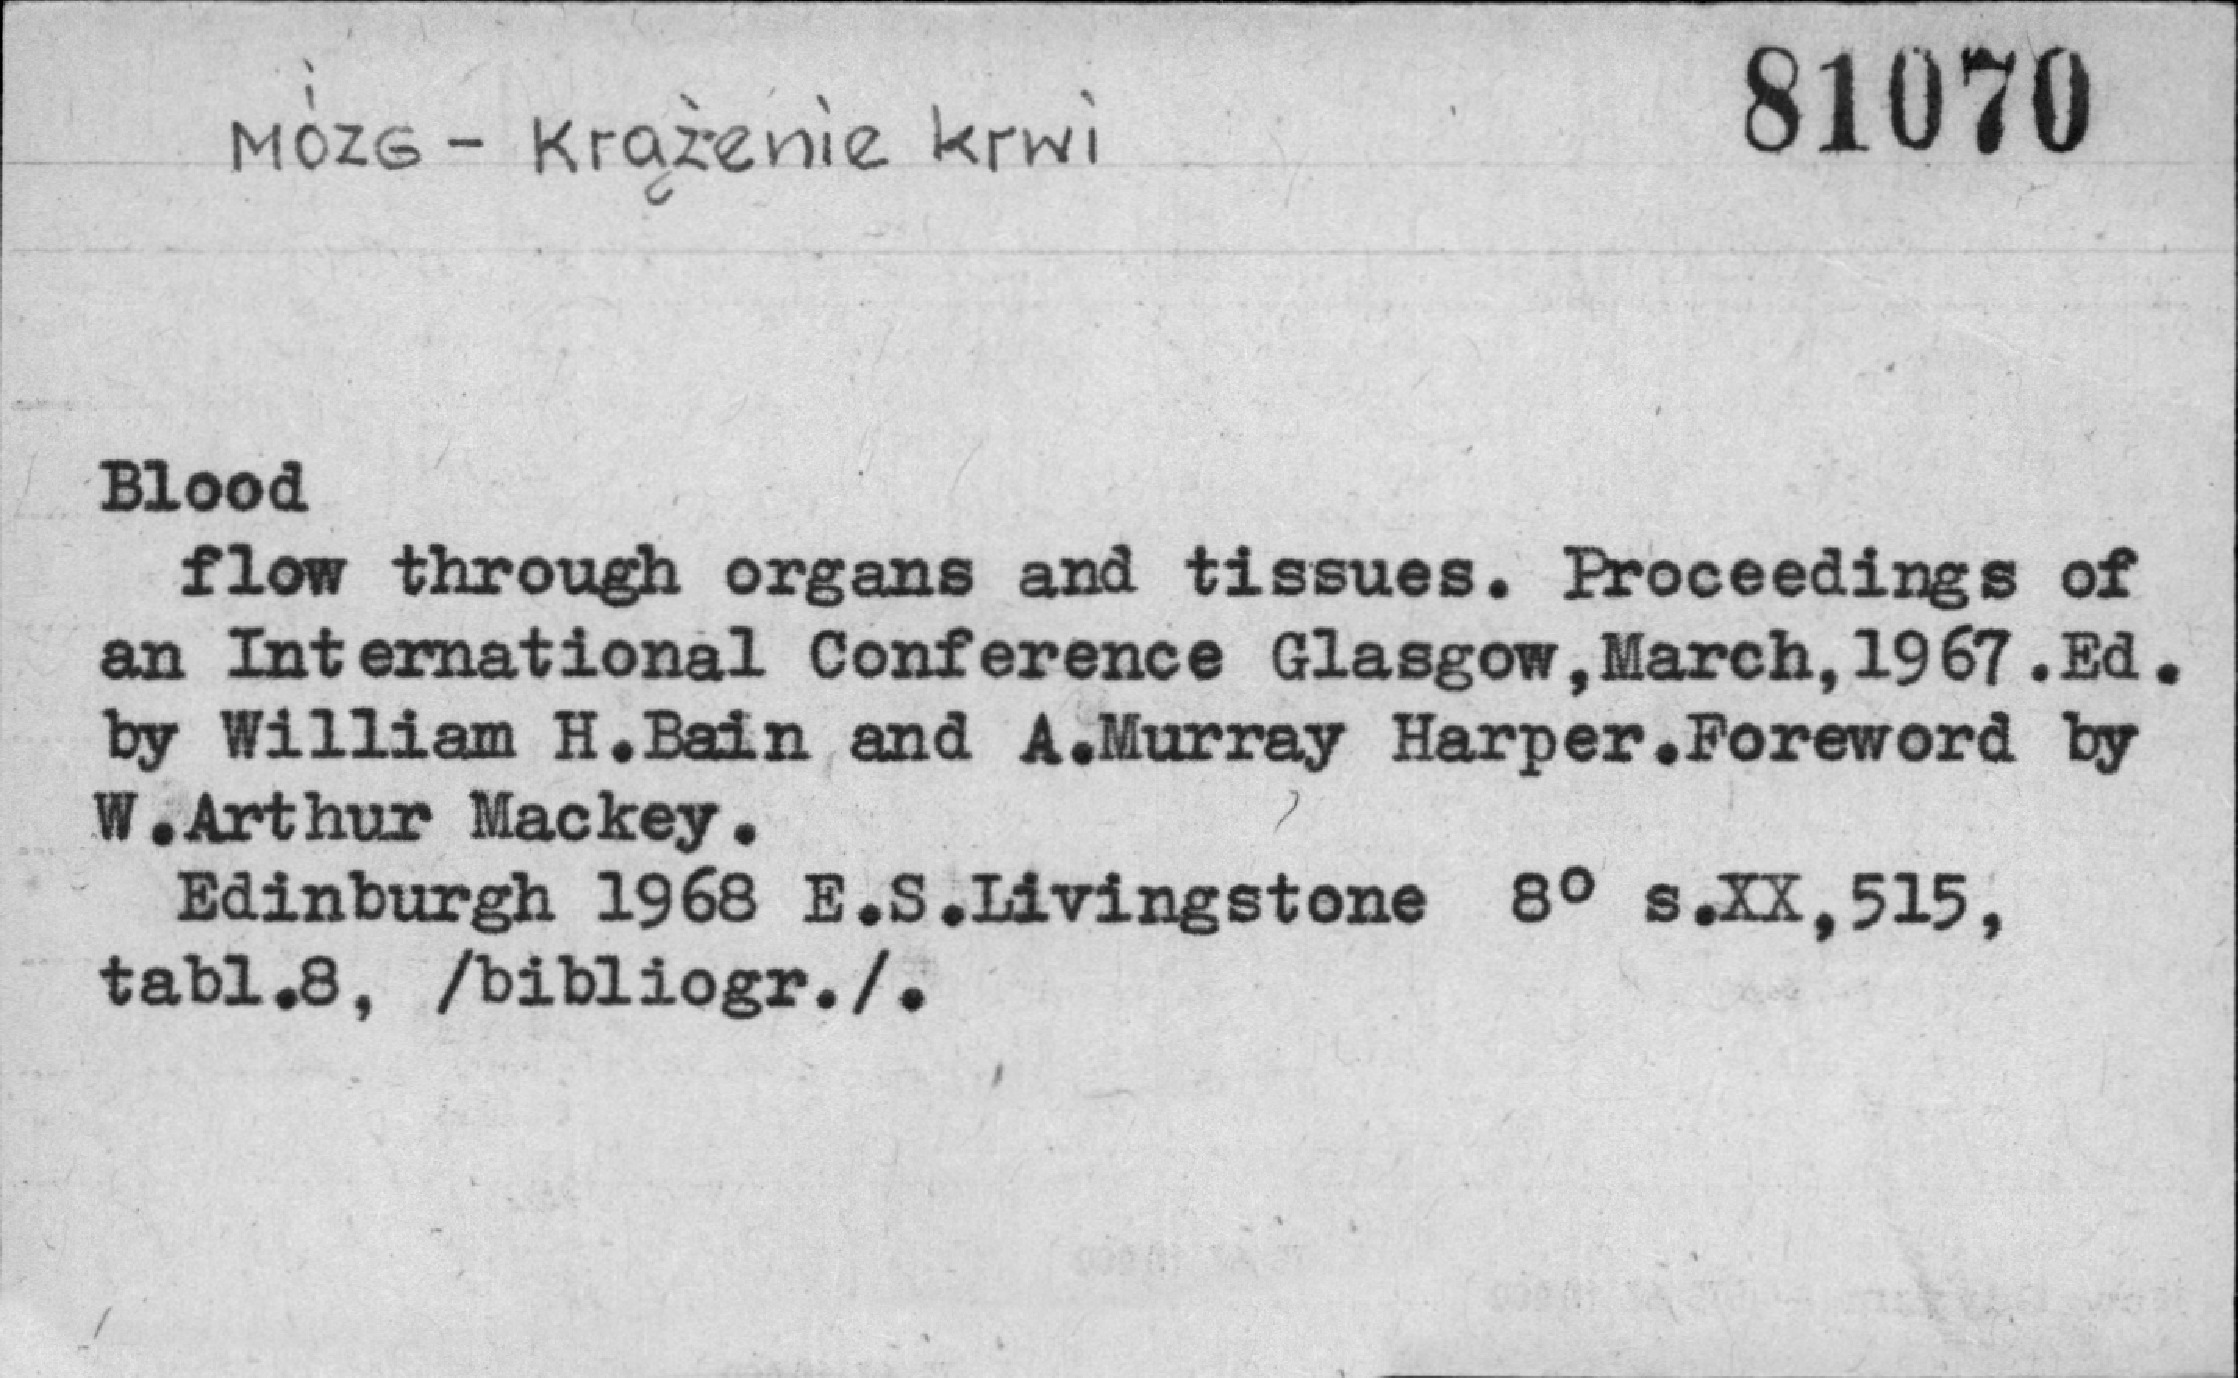 MÓZG - Krążenie krwi
81070
Blood
flow through organs and tissues. Proceedings of
an International Conference Glasgow,March,1967.Ed.
by William H.Bain and A.Murray Harper.Foreword by
W.Arthur Mackey.
Edinburgh 1968 E.S.Livingstone 8° s.XX,515,
tabl.8, /bibliogr./.